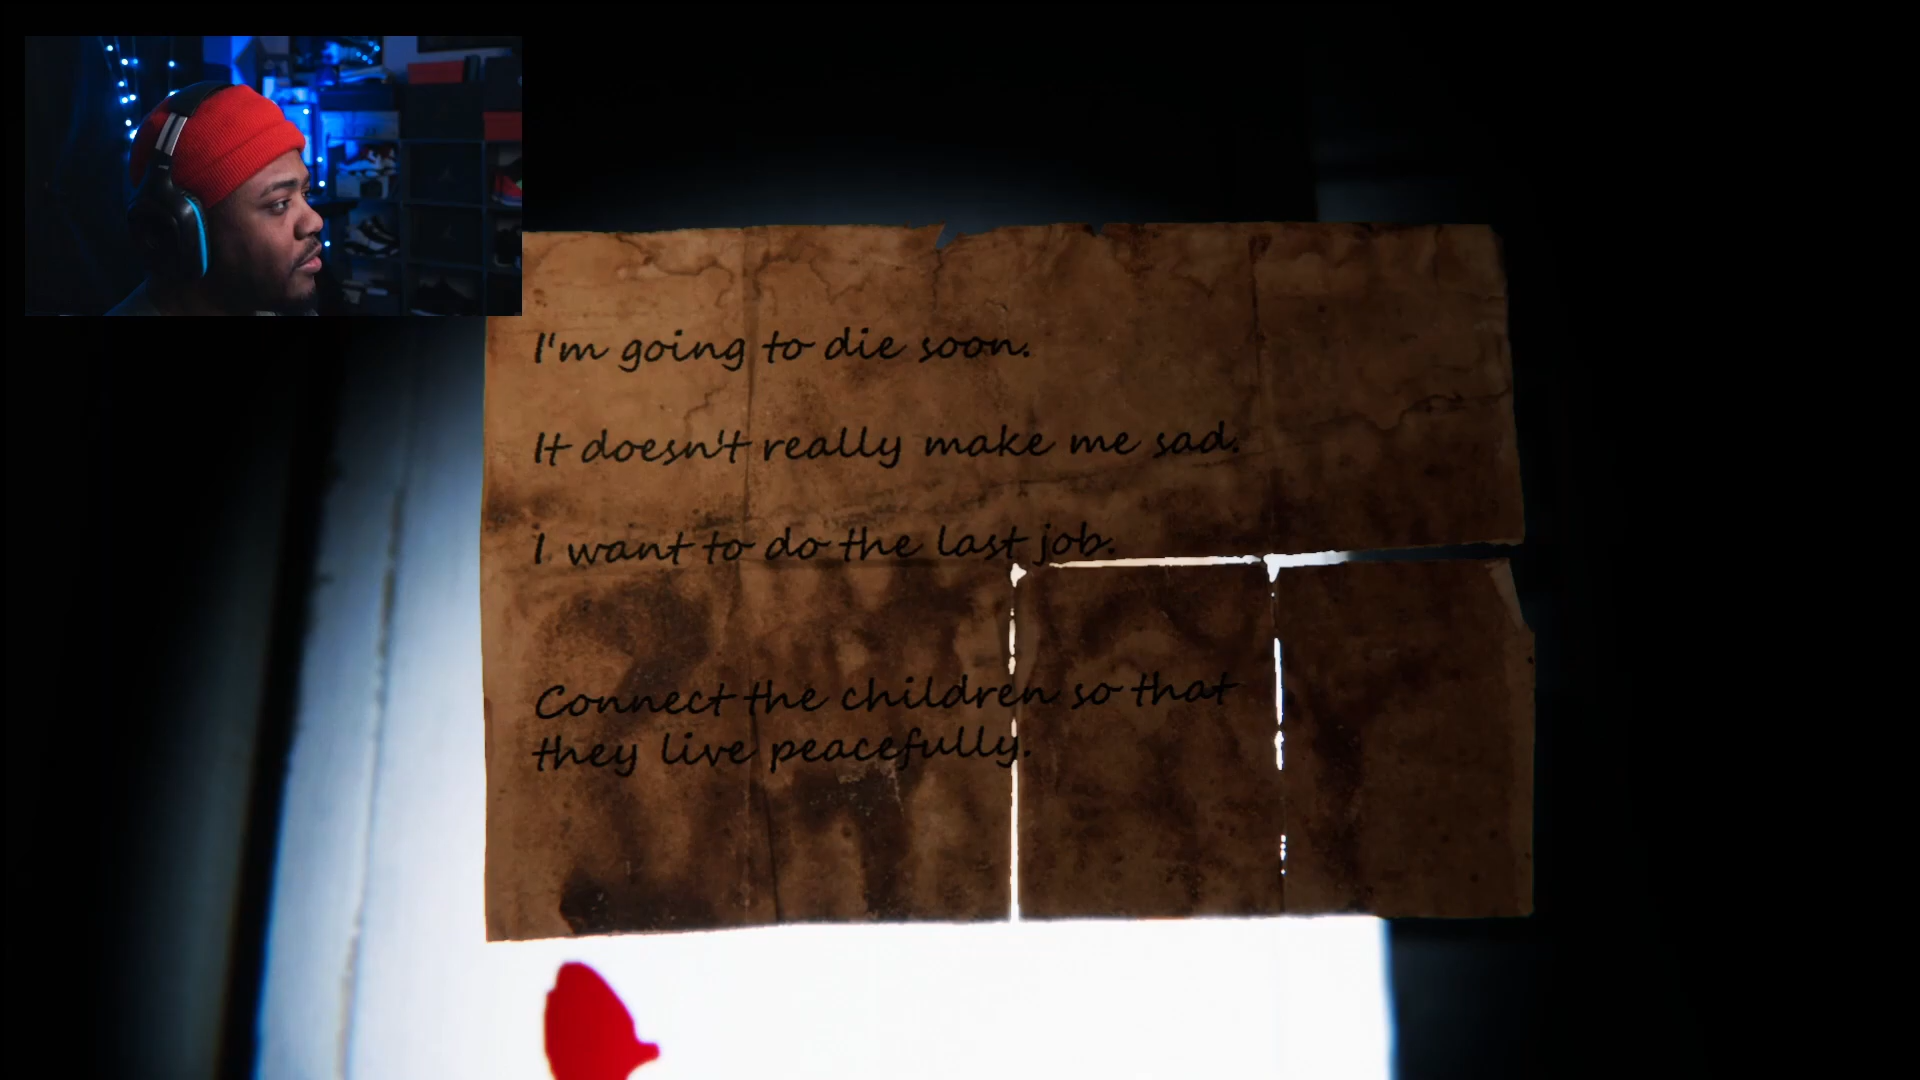 I'm going to die soon.
It doesn't really make me sad.
I want to do the last job.
Connect the children so that
they live peacefully.